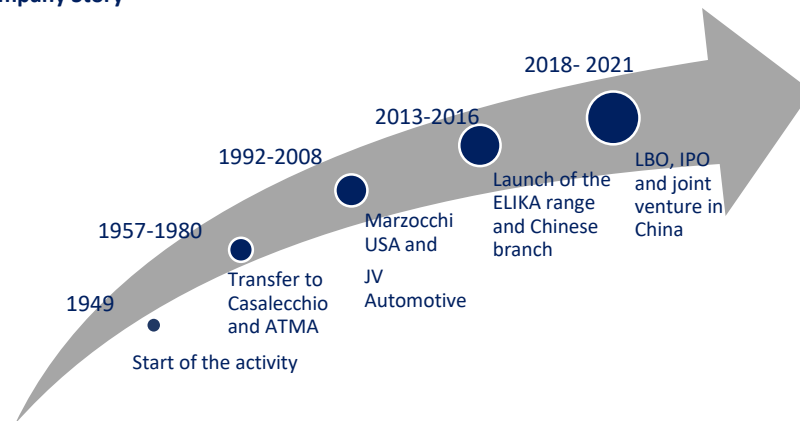 1949
Start of the activity
1957-1980
Transfer to
Casalecchio
and ATMA
1992-2008
Marzocchi
USA and
JV
Automotive
2013-2016
Launch of the
ELIKA range
and Chinese
branch
2018- 2021
LBO, IPO
and joint
venture in
China